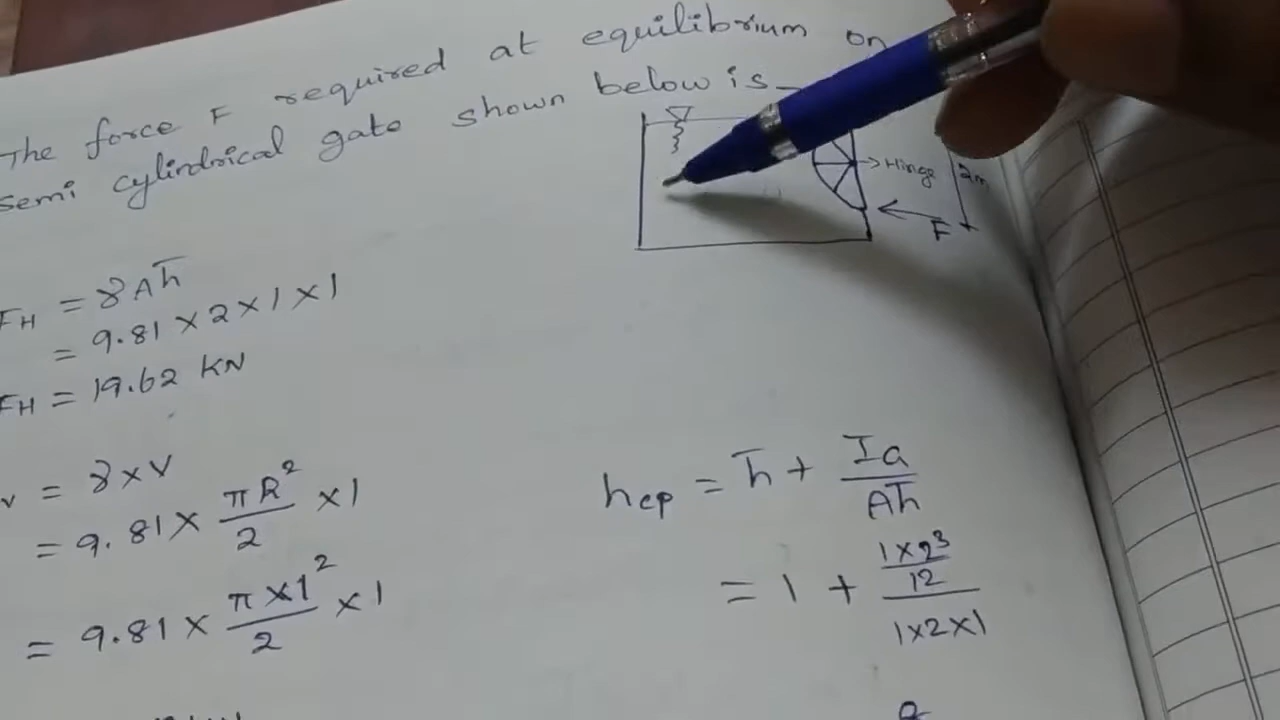 The force F required at equilibrium on
semi cylindrical gate shown below is
Hinge
2m
F
FH = γAh̄
= 9.81 × 2 × 1 × 1
FH = 19.62 KN
v = γ × V
= 9.81 × πR²/2 × 1
= 9.81 × π×1²/2 × 1
hcp = h̄ + IG/Ah̄
= 1 + (1×2³/12)/(1×2×1)